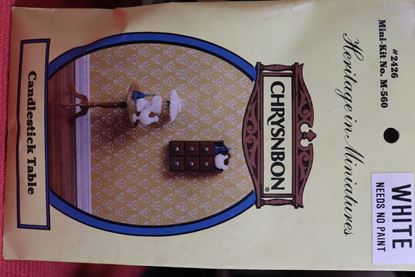 #2426
Mini-Kit No. M-560
Heritage in Miniatures
CHRYSNBON®
WHITE
NEEDS NO PAINT
Candlestick Table